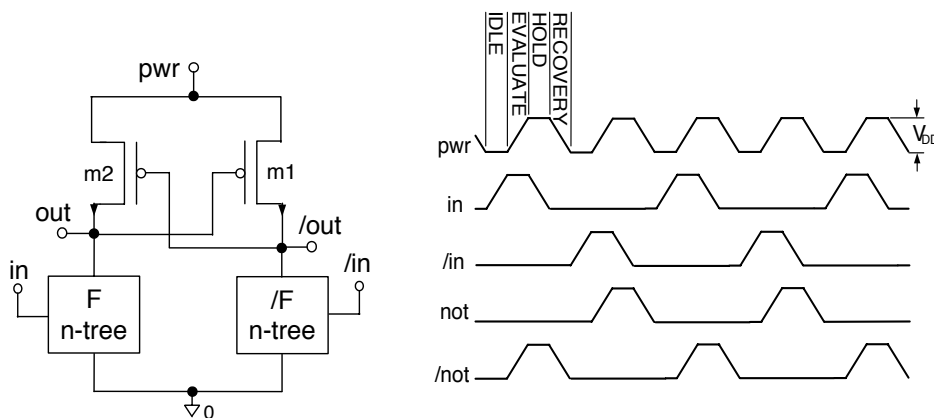 pwr
m2
m1
out
/out
in
/in
F
n-tree
/F
n-tree
0
IDLE
EVALUATE
HOLD
RECOVERY
pwr
VDD
in
/in
not
/not